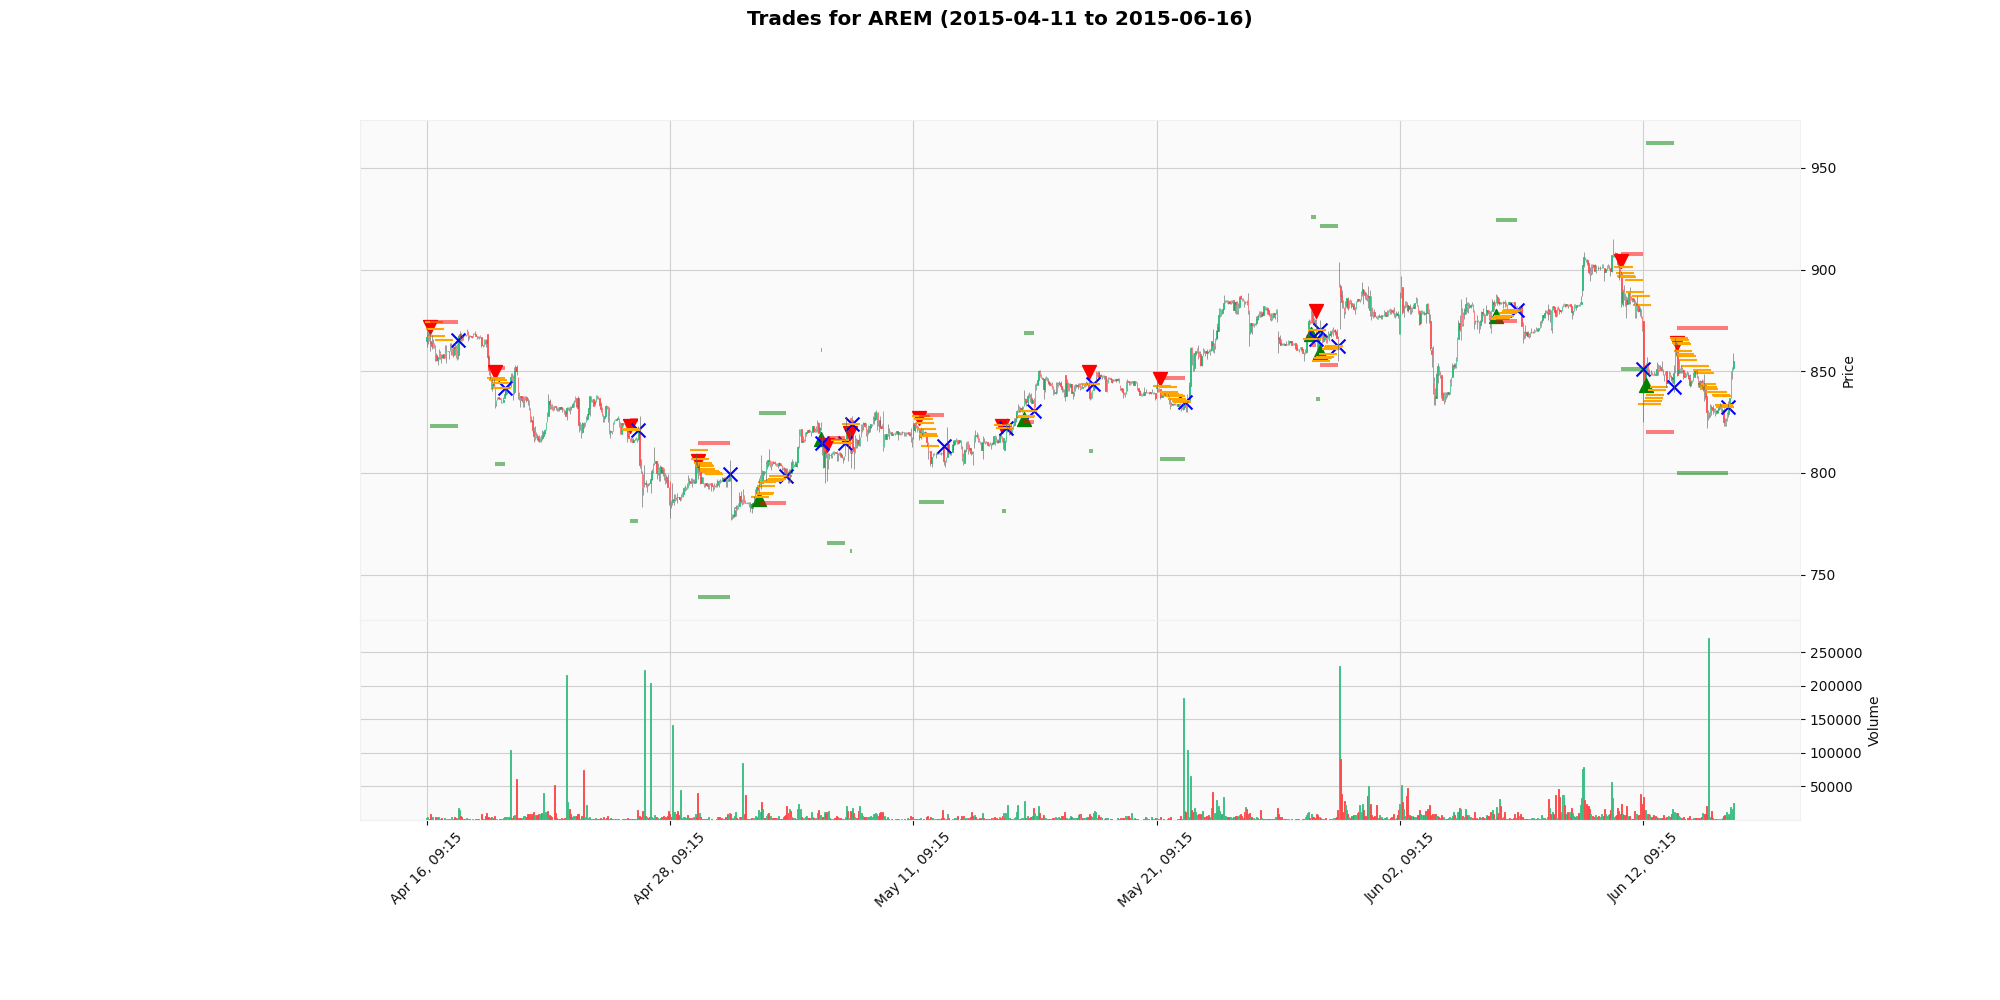 Trades for AREM (2015-04-11 to 2015-06-16)
950
900
850
800
750
Price
250000
200000
150000
100000
50000
Volume
Apr 16, 09:15
Apr 28, 09:15
May 11, 09:15
May 21, 09:15
Jun 02, 09:15
Jun 12, 09:15